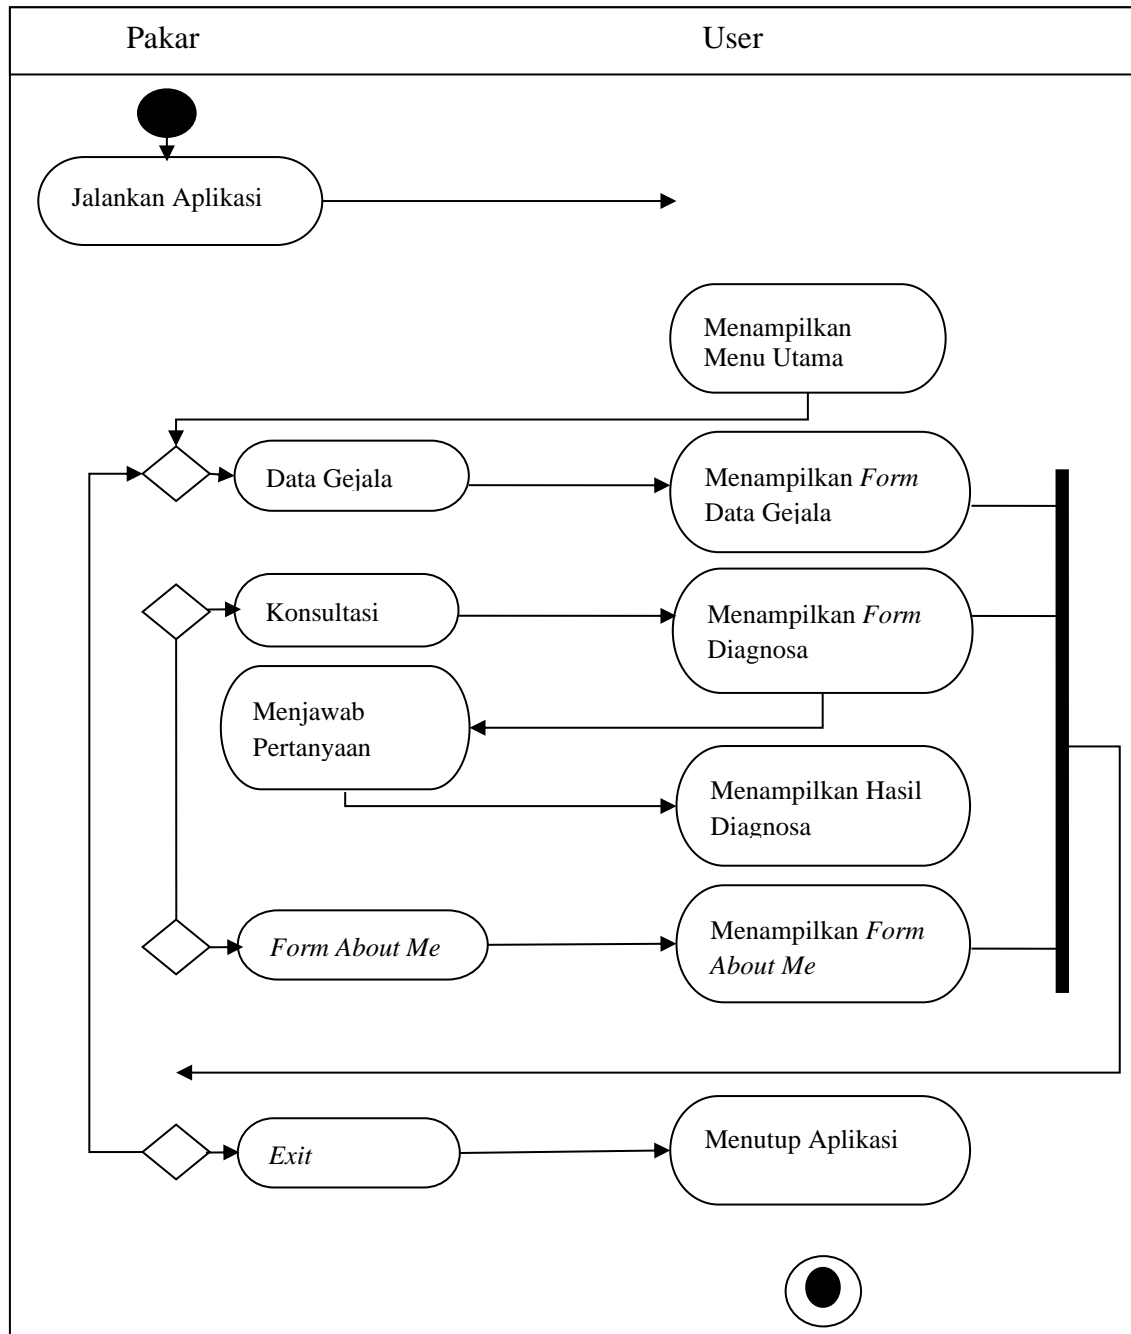 Pakar
User
Jalankan Aplikasi
Menampilkan
Menu Utama
Data Gejala
Menampilkan Form
Data Gejala
Konsultasi
Menampilkan Form
Diagnosa
Menjawab
Pertanyaan
Menampilkan Hasil
Diagnosa
Form About Me
Menampilkan Form
About Me
Exit
Menutup Aplikasi